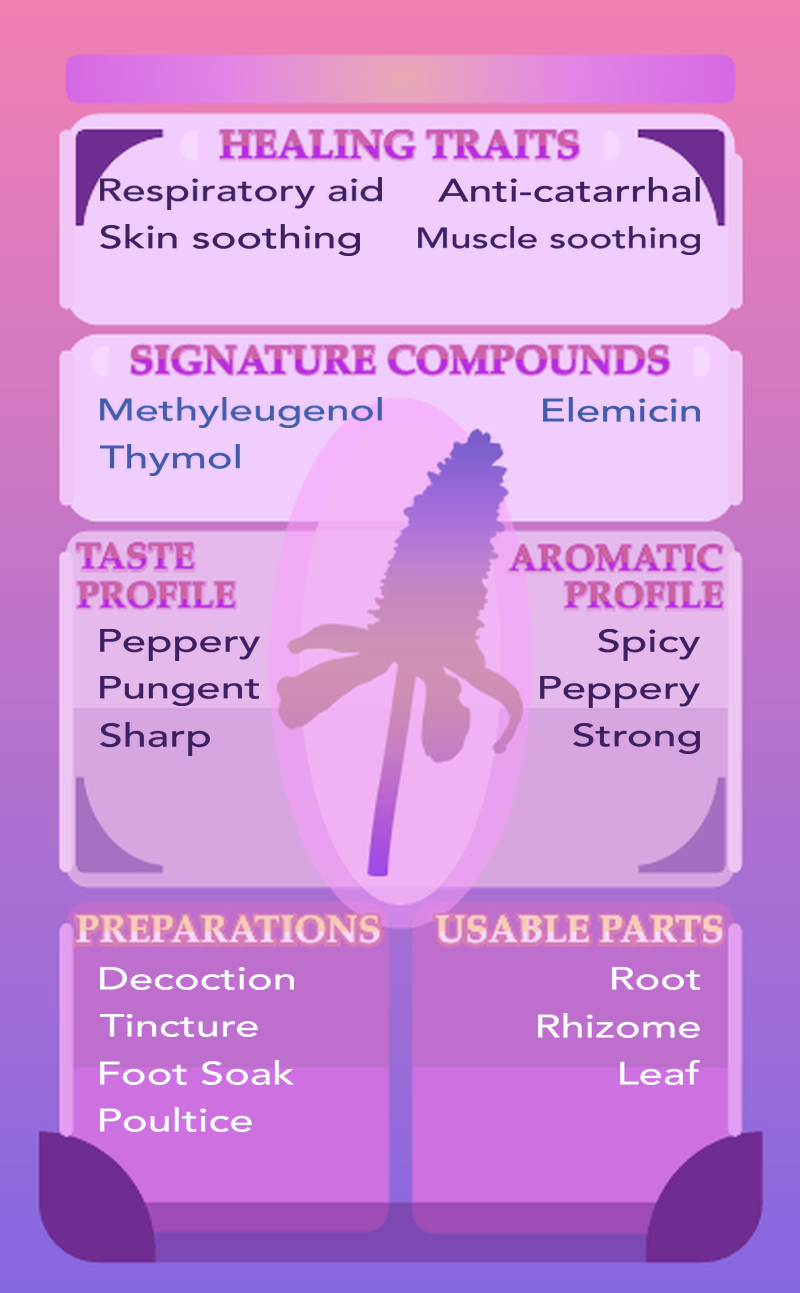 HEALING TRAITS
Respiratory aid Anti-catarrhal
Skin soothing Muscle soothing
SIGNATURE COMPOUNDS
Methyleugenol Elemicin
Thymol
TASTE
PROFILE
Peppery
Pungent
Sharp
AROMATIC
PROFILE
Spicy
Peppery
Strong
PREPARATIONS
Decoction
Tincture
Foot Soak
Poultice
USABLE PARTS
Root
Rhizome
Leaf